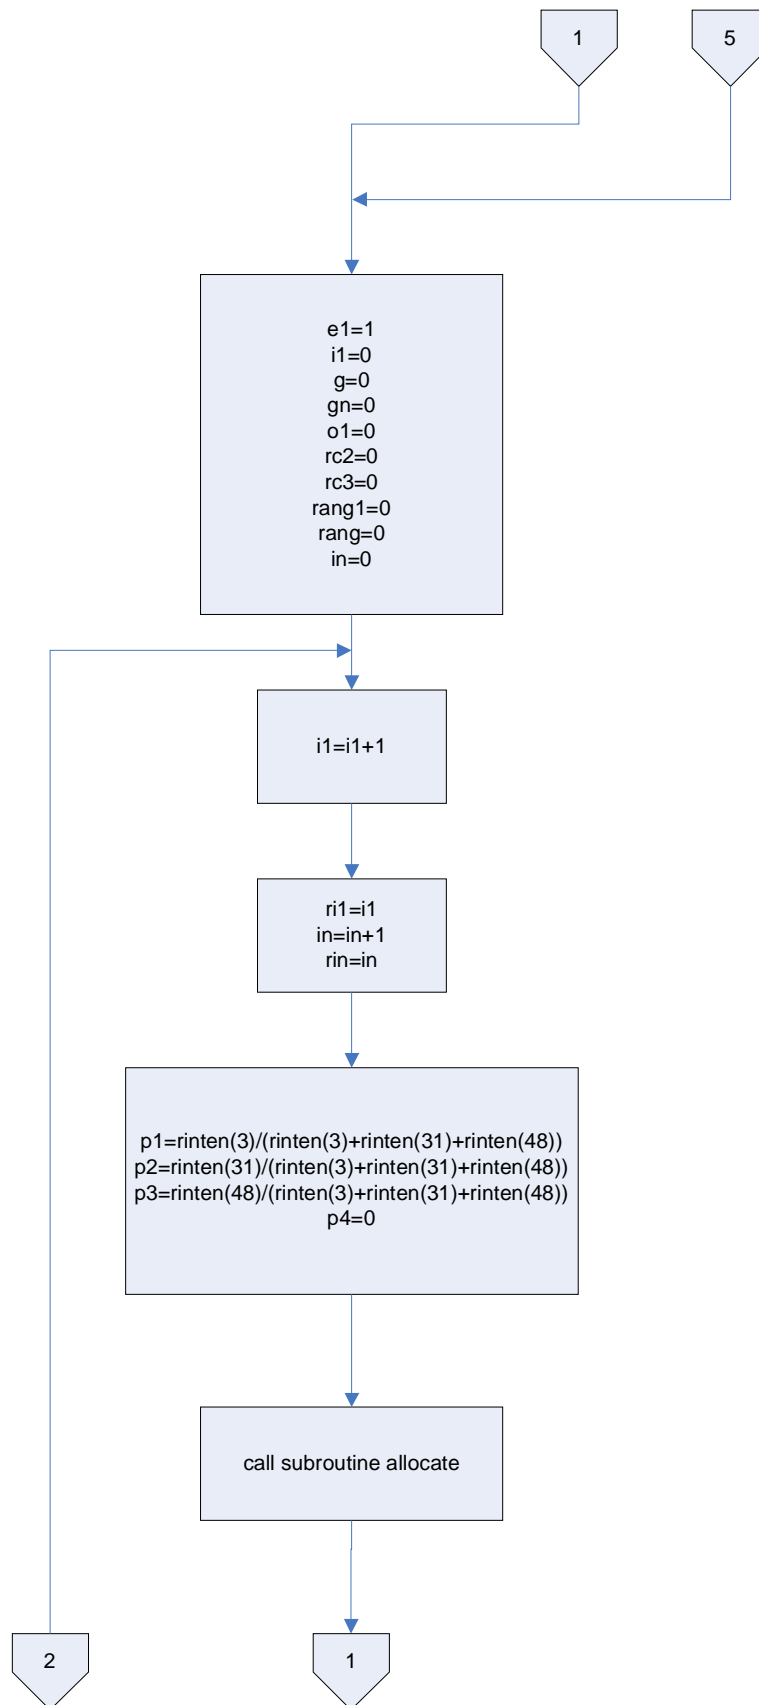 1
5
e1=1
i1=0
g=0
gn=0
o1=0
rc2=0
rc3=0
rang1=0
rang=0
in=0
i1=i1+1
ri1=i1
in=in+1
rin=in
p1=rinten(3)/(rinten(3)+rinten(31)+rinten(48))
p2=rinten(31)/(rinten(3)+rinten(31)+rinten(48))
p3=rinten(48)/(rinten(3)+rinten(31)+rinten(48))
p4=0
call subroutine allocate
2
1